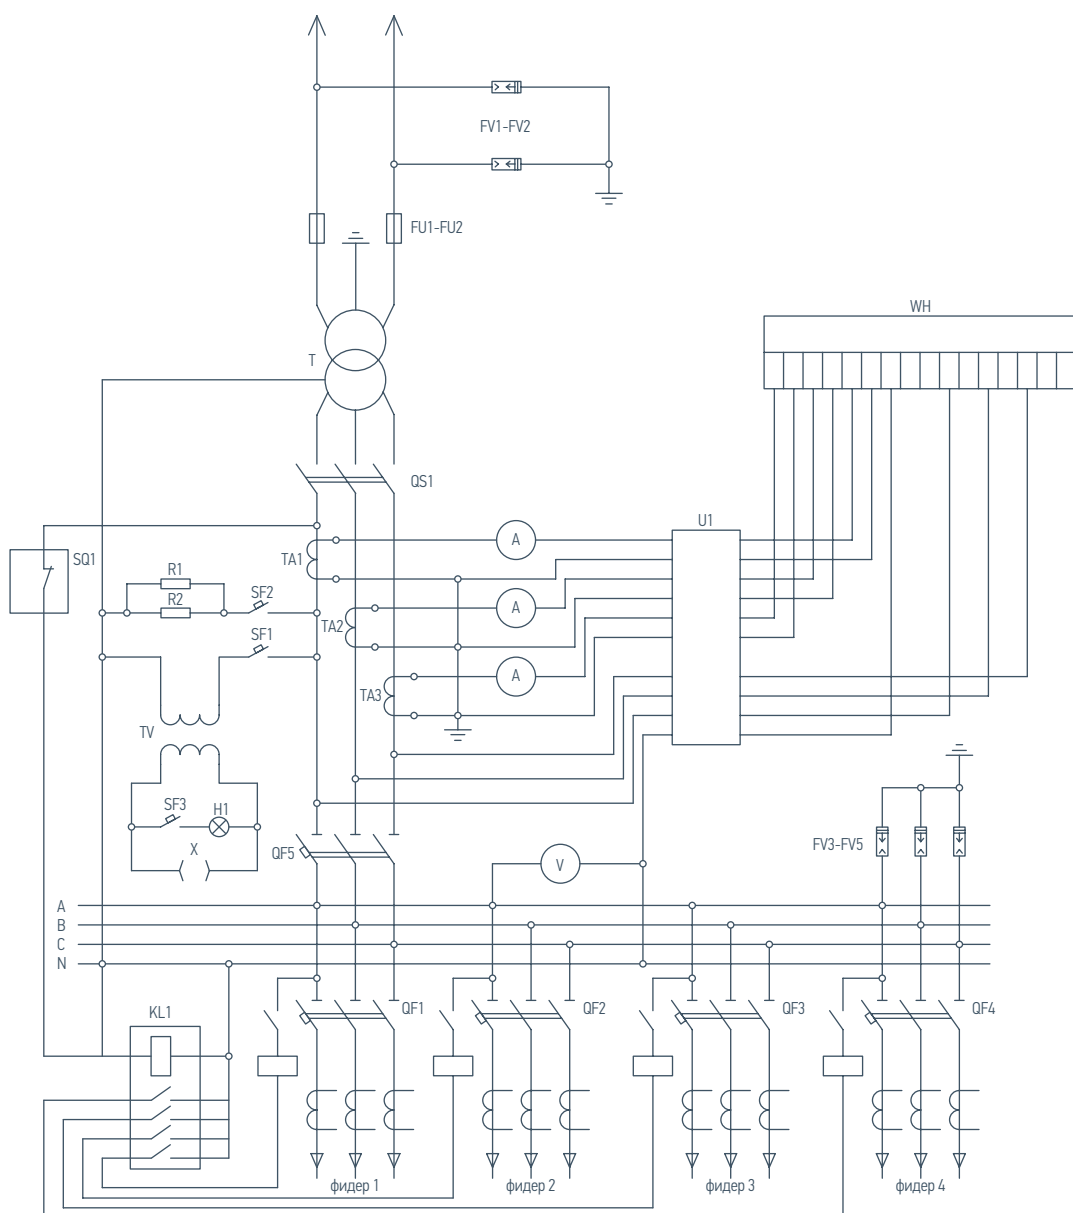 FV1-FV2
FU1-FU2
WH
T
QS1
U1
A
TA1
SQ1
R1
R2
SF2
A
TA2
SF1
A
TA3
TV
SF3
H1
X
QF5
V
FV3-FV5
A
B
C
N
KL1
QF1
QF2
QF3
QF4
фидер 1
фидер 2
фидер 3
фидер 4